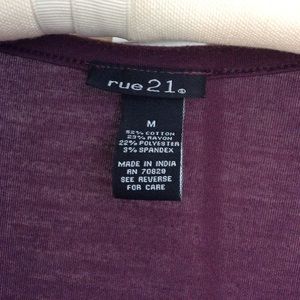 rue21®
M
52% COTTON
23% RAYON
22% POLYESTER
3% SPANDEX
MADE IN INDIA
RN 70820
SEE REVERSE
FOR CARE